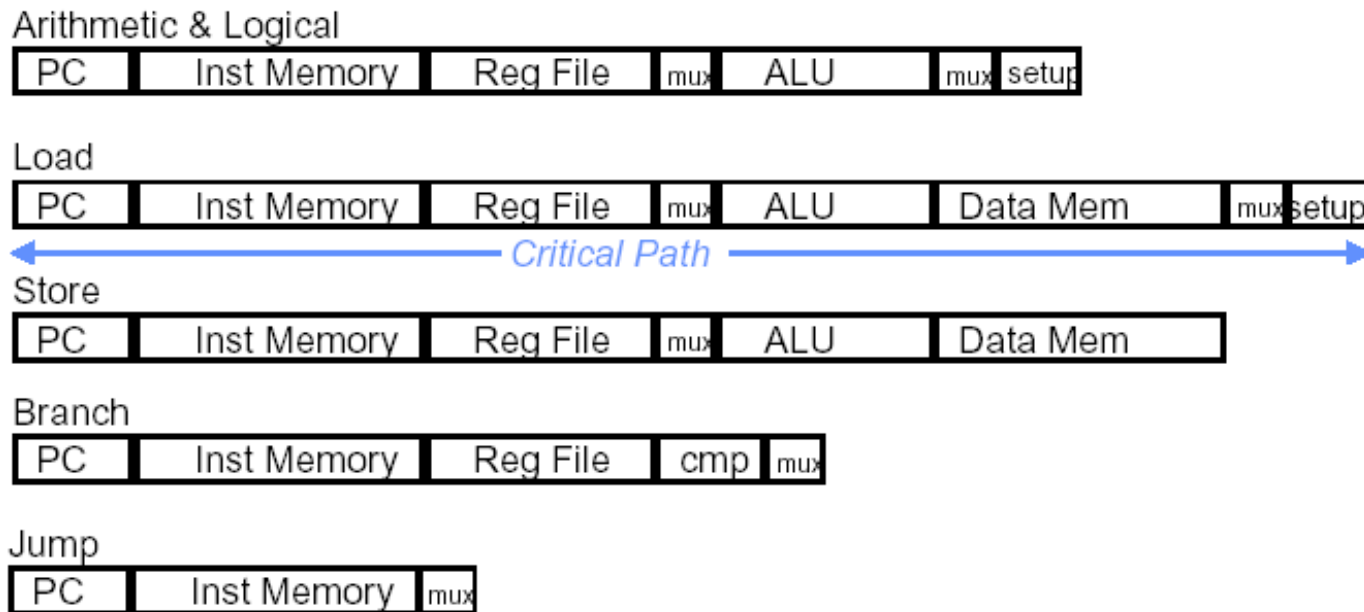 Arithmetic & Logical
PC Inst Memory Reg File mux ALU mux setup
Load
PC Inst Memory Reg File mux ALU Data Mem mux setup
Critical Path
Store
PC Inst Memory Reg File mux ALU Data Mem
Branch
PC Inst Memory Reg File cmp mux
Jump
PC Inst Memory mux